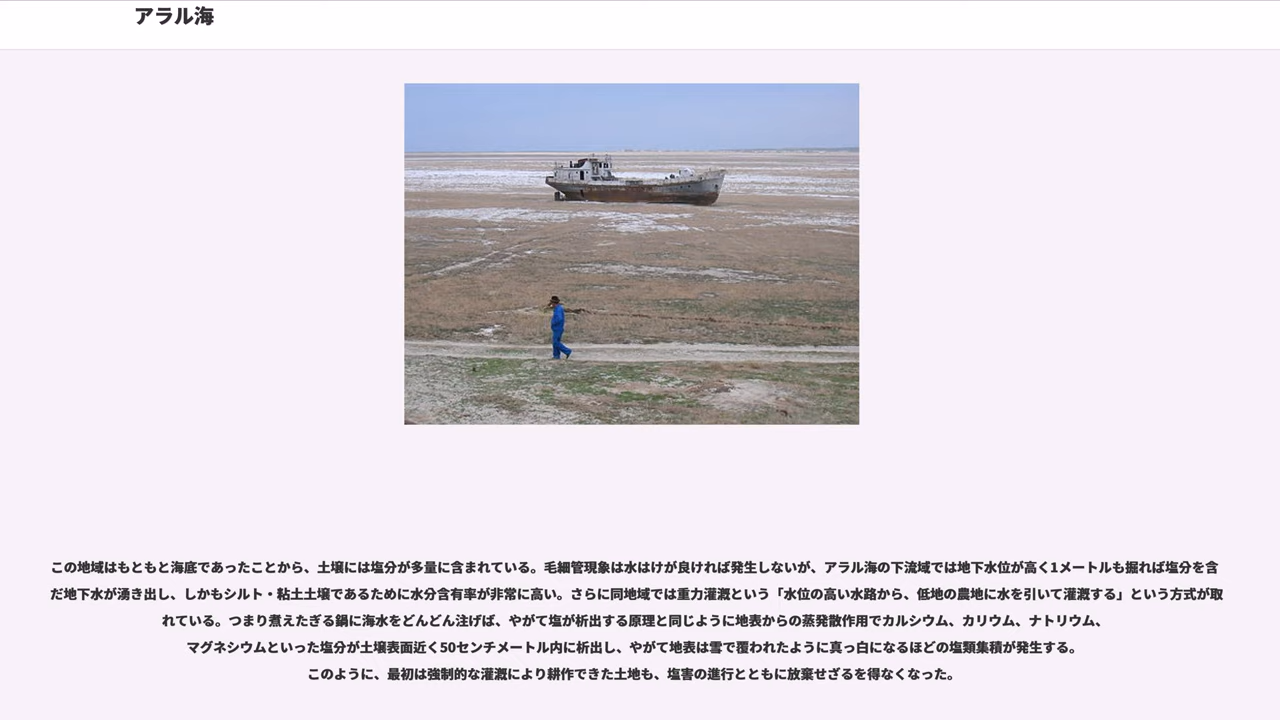 アラル海
この地域はもともと海底であったことから、土壌には塩分が多量に含まれている。毛細管現象は水はけが良ければ発生しないが、アラル海の下流域では地下水位が高く1メートルも掘れば塩分を含
だ地下水が湧き出し、しかもシルト・粘土土壌であるために水分含有率が非常に高い。さらに同地域では重力灌漑という「水位の高い水路から、低地の農地に水を引いて灌漑する」という方式が取
れている。つまり煮えたぎる鍋に海水をどんどん注げば、やがて塩が析出する原理と同じように地表からの蒸発散作用でカルシウム、カリウム、ナトリウム、
マグネシウムといった塩分が土壌表面近く50センチメートル内に析出し、やがて地表は雪で覆われたように真っ白になるほどの塩類集積が発生する。
このように、最初は強制的な灌漑により耕作できた土地も、塩害の進行とともに放棄せざるを得なくなった。